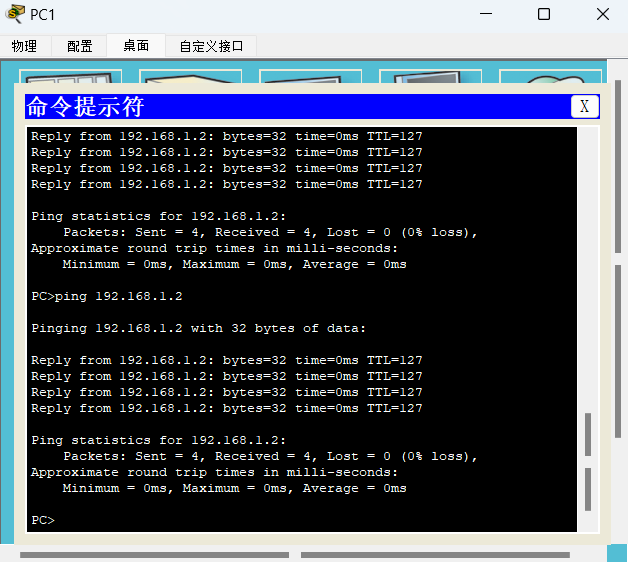 PC1
物理 配置 桌面 自定义接口
命令提示符 X
Reply from 192.168.1.2: bytes=32 time=0ms TTL=127
Reply from 192.168.1.2: bytes=32 time=0ms TTL=127
Reply from 192.168.1.2: bytes=32 time=0ms TTL=127
Reply from 192.168.1.2: bytes=32 time=0ms TTL=127
Ping statistics for 192.168.1.2:
Packets: Sent = 4, Received = 4, Lost = 0 (0% loss),
Approximate round trip times in milli-seconds:
Minimum = 0ms, Maximum = 0ms, Average = 0ms
PC>ping 192.168.1.2
Pinging 192.168.1.2 with 32 bytes of data:
Reply from 192.168.1.2: bytes=32 time=0ms TTL=127
Reply from 192.168.1.2: bytes=32 time=0ms TTL=127
Reply from 192.168.1.2: bytes=32 time=0ms TTL=127
Reply from 192.168.1.2: bytes=32 time=0ms TTL=127
Ping statistics for 192.168.1.2:
Packets: Sent = 4, Received = 4, Lost = 0 (0% loss),
Approximate round trip times in milli-seconds:
Minimum = 0ms, Maximum = 0ms, Average = 0ms
PC>